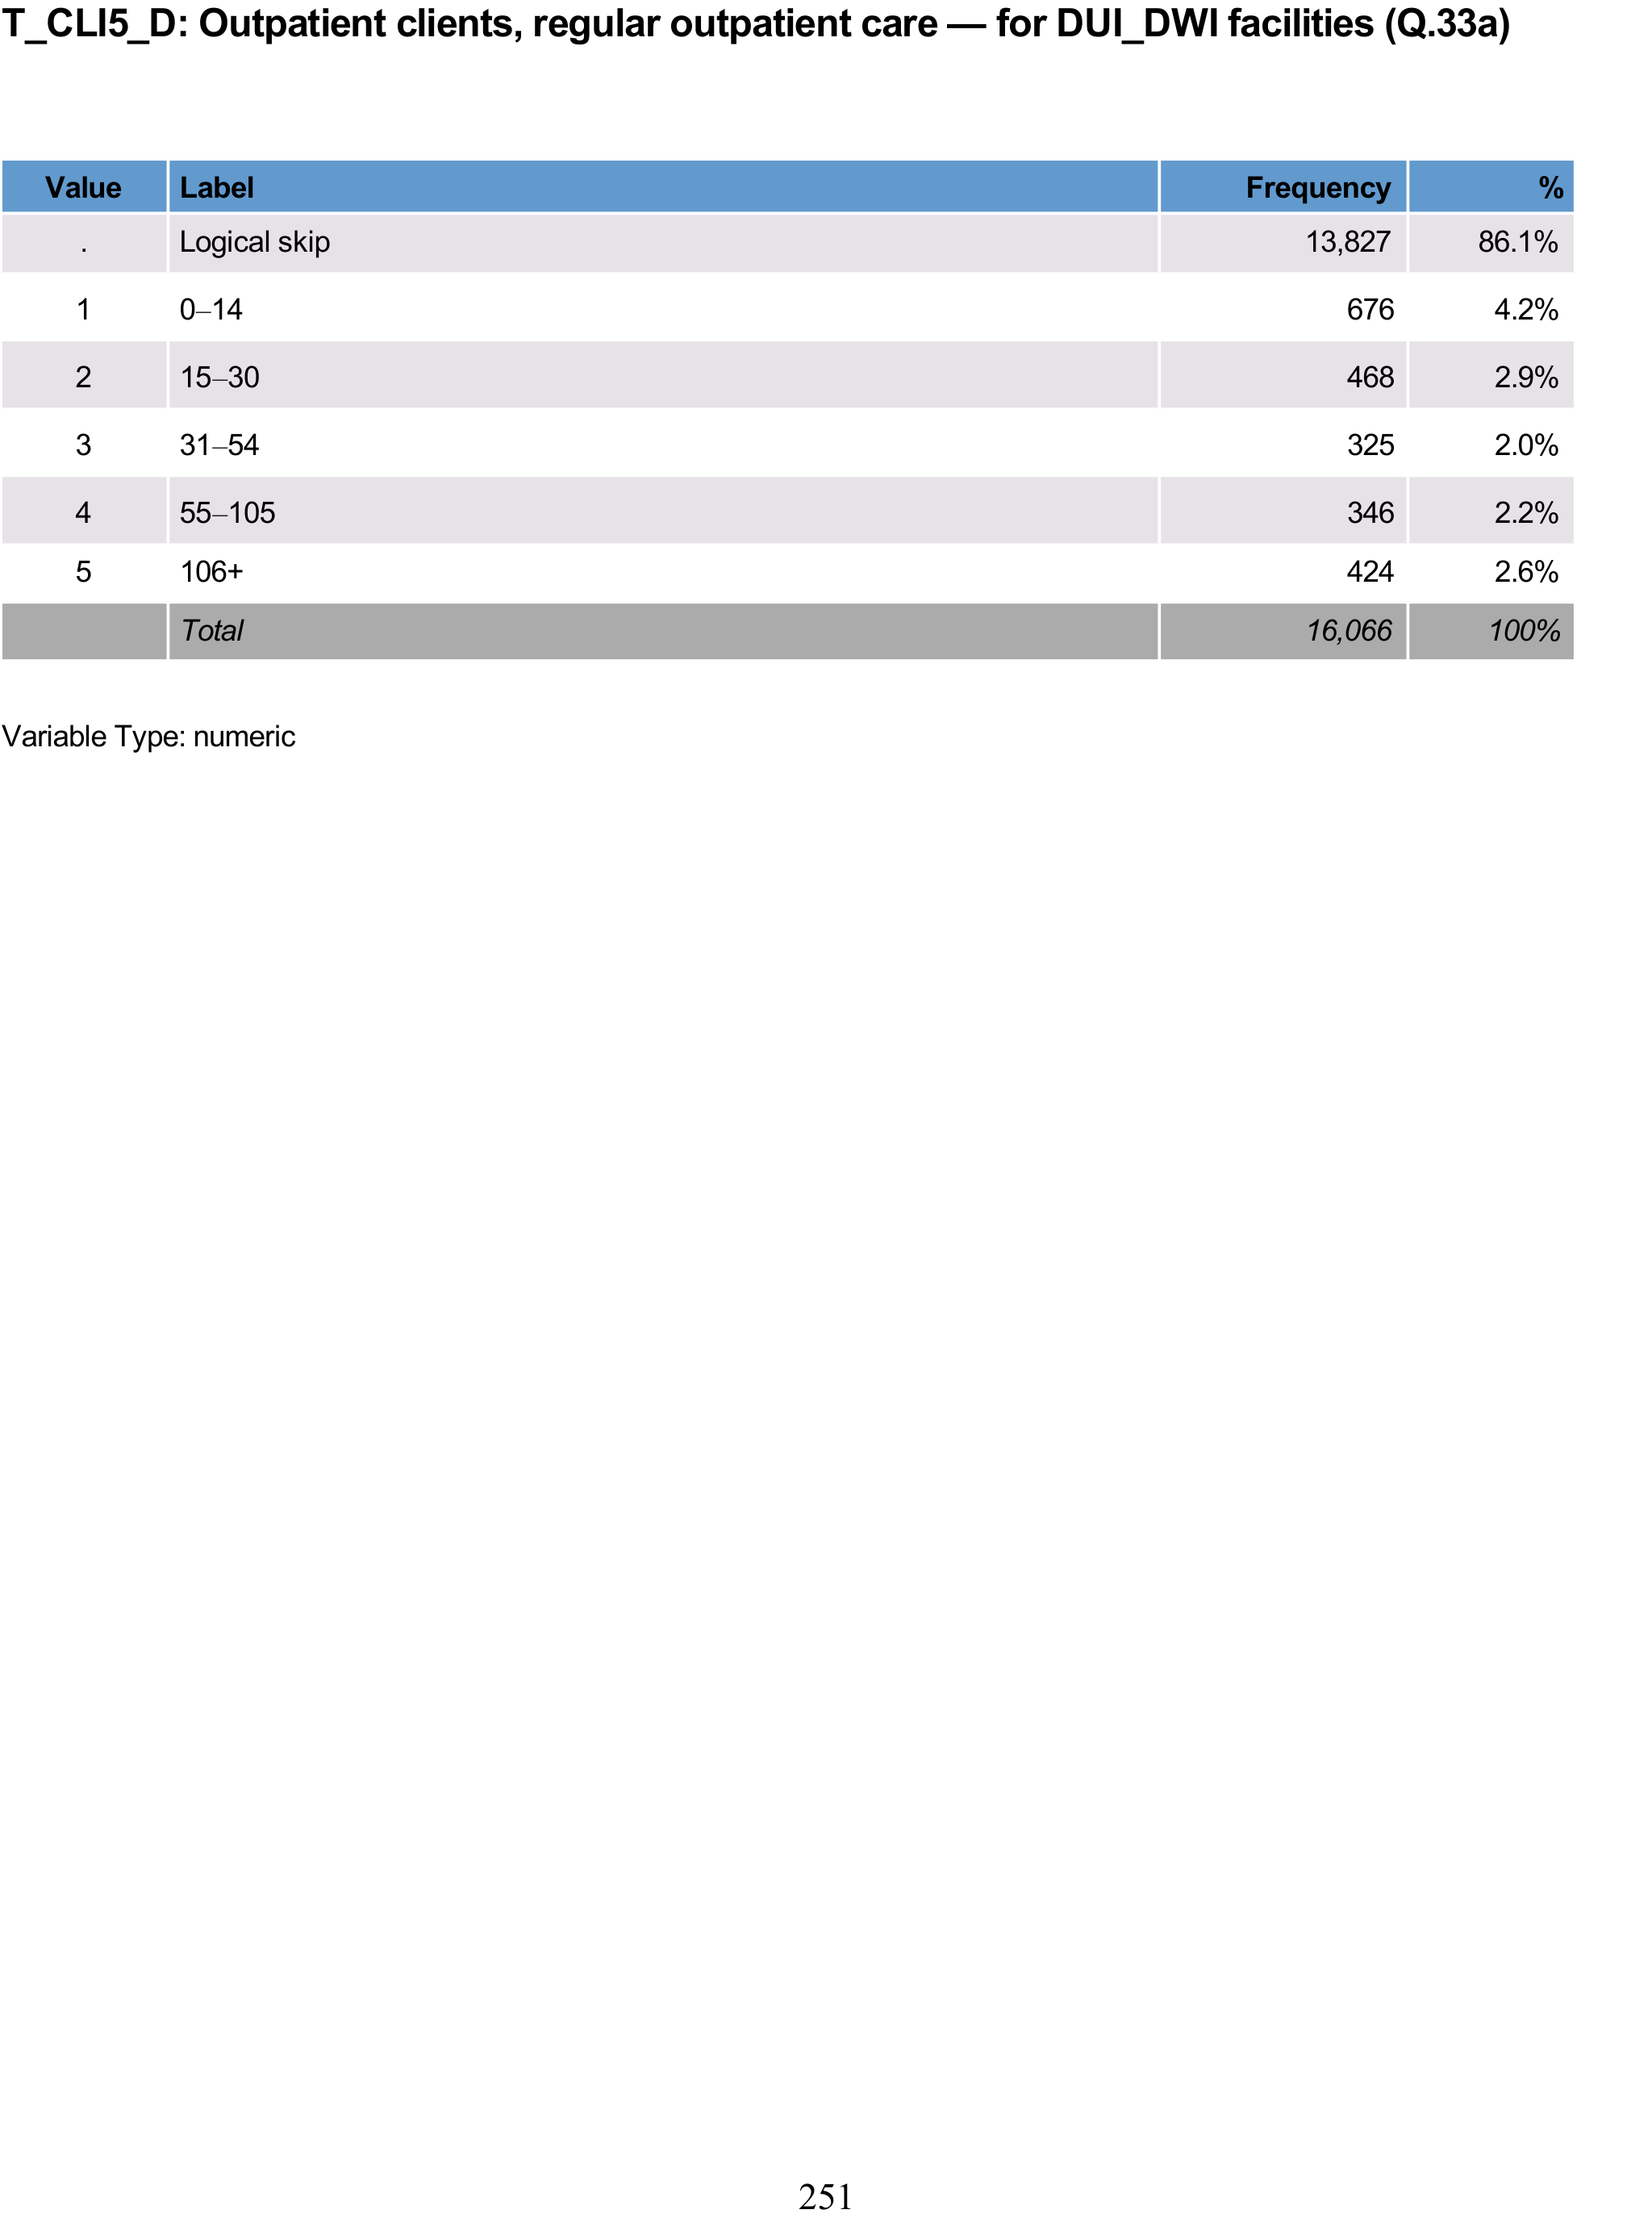 T_CLI5_D: Outpatient clients, regular outpatient care — for DUI_DWI facilities (Q.33a)
Value Label Frequency %
. Logical skip 13,827 86.1%
1 0–14 676 4.2%
2 15–30 468 2.9%
3 31–54 325 2.0%
4 55–105 346 2.2%
5 106+ 424 2.6%
Total 16,066 100%
Variable Type: numeric
251